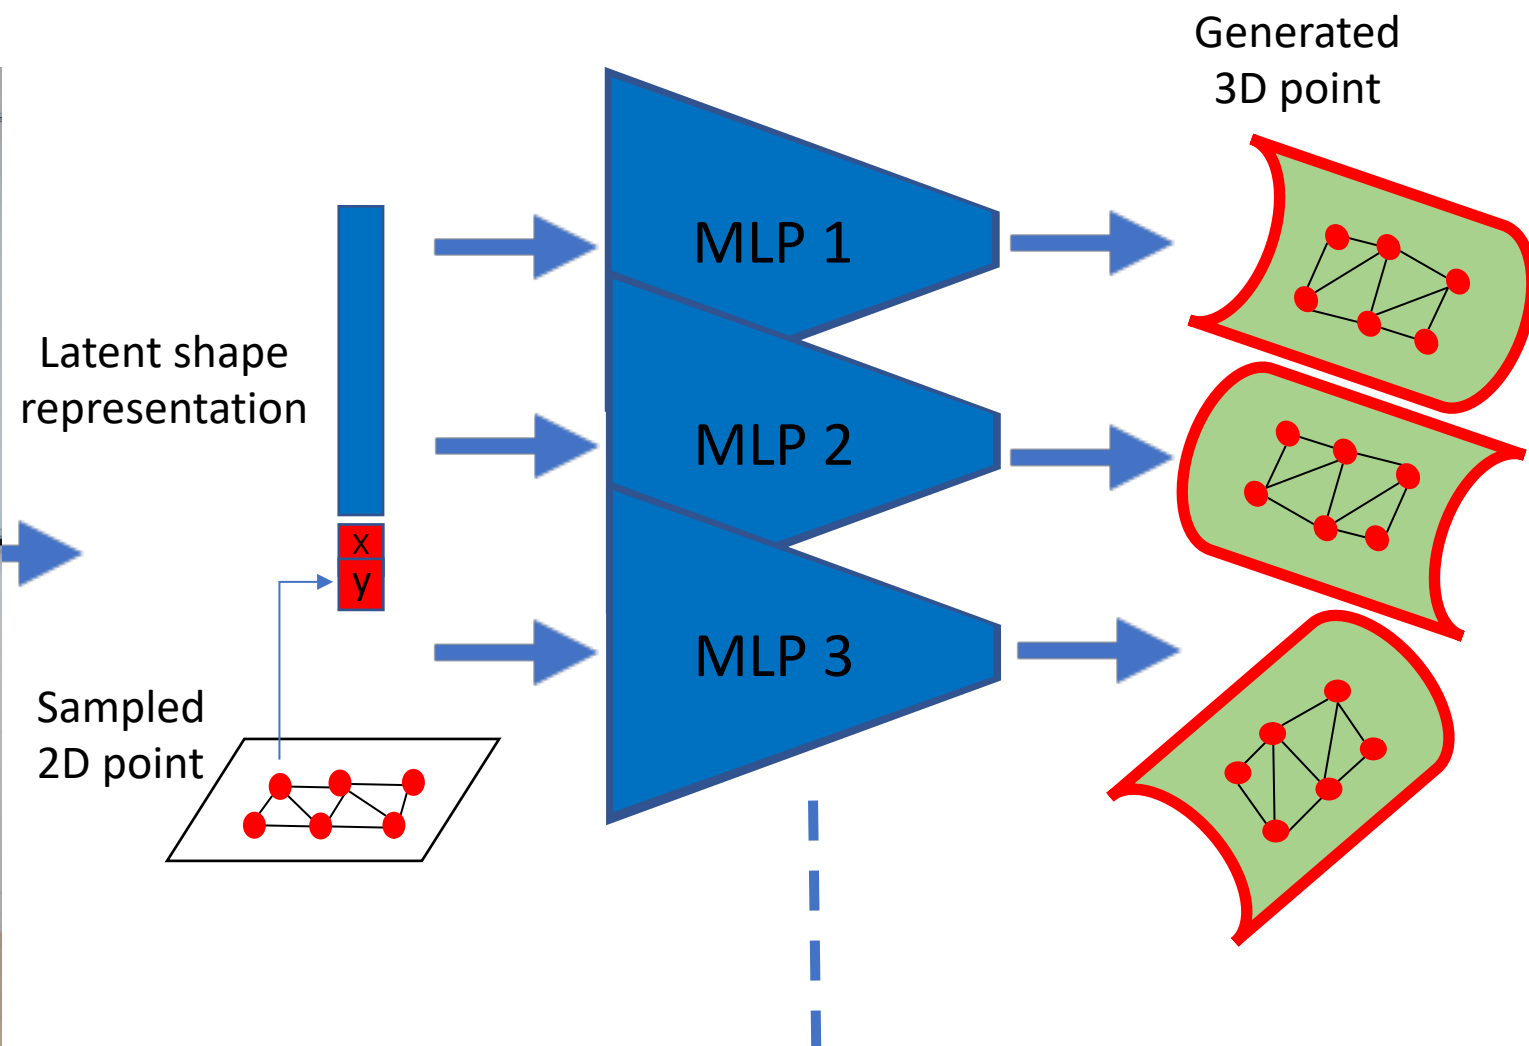 Generated
3D point
MLP 1
Latent shape
representation
MLP 2
x
y
MLP 3
Sampled
2D point